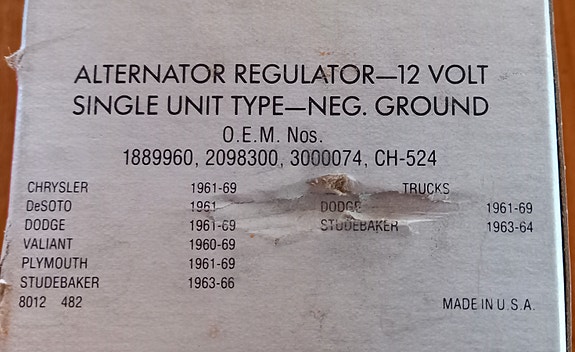 ALTERNATOR REGULATOR—12 VOLT
SINGLE UNIT TYPE—NEG. GROUND
O.E.M. Nos.
1889960, 2098300, 3000074, CH-524
CHRYSLER 1961-69 TRUCKS
DeSOTO 1961 DODGE 1961-69
DODGE 1961-69 STUDEBAKER 1963-64
VALIANT 1960-69
PLYMOUTH 1961-69
STUDEBAKER 1963-66
8012 482 MADE IN U.S.A.